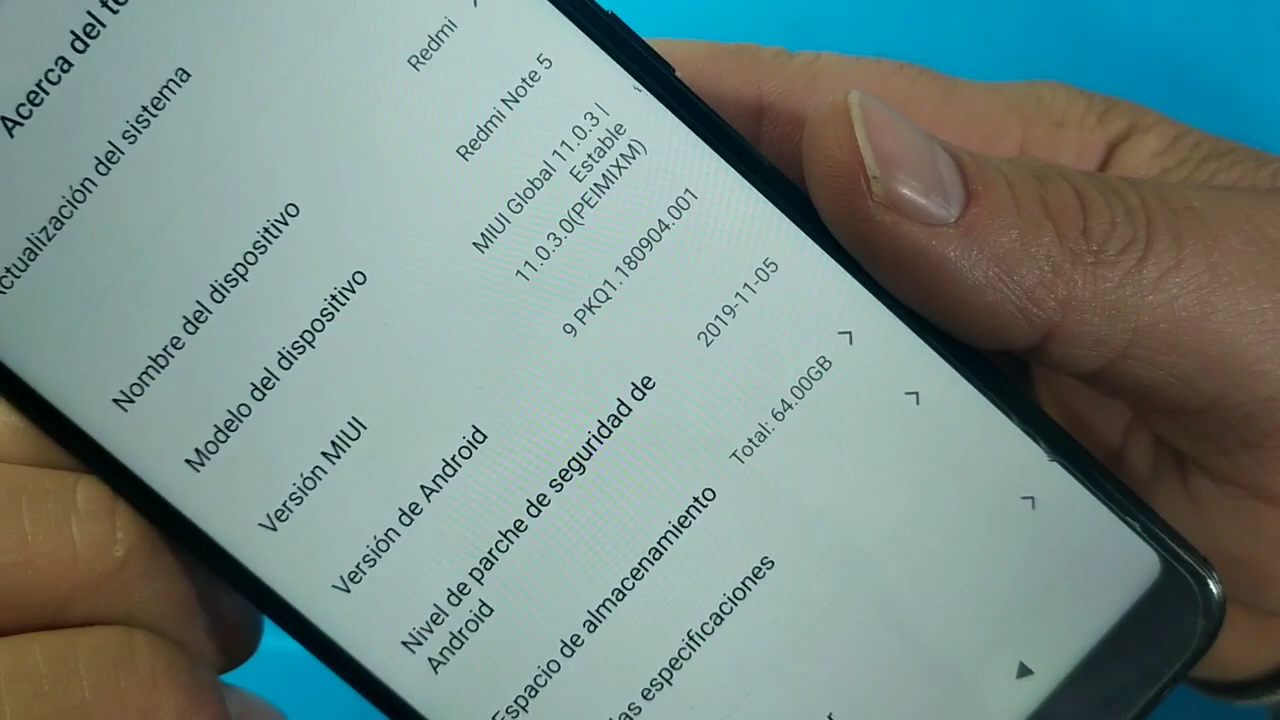 Acerca del te
ctualización del sistema
Nombre del dispositivo
Redmi
Modelo del dispositivo
Redmi Note 5
Versión MIUI
MIUI Global 11.0.3 |
Estable
11.0.3.0(PEIMIXM)
Versión de Android
9 PKQ1.180904.001
Nivel de parche de seguridad de
Android
2019-11-05
Espacio de almacenamiento
Total: 64.00GB
las especificaciones